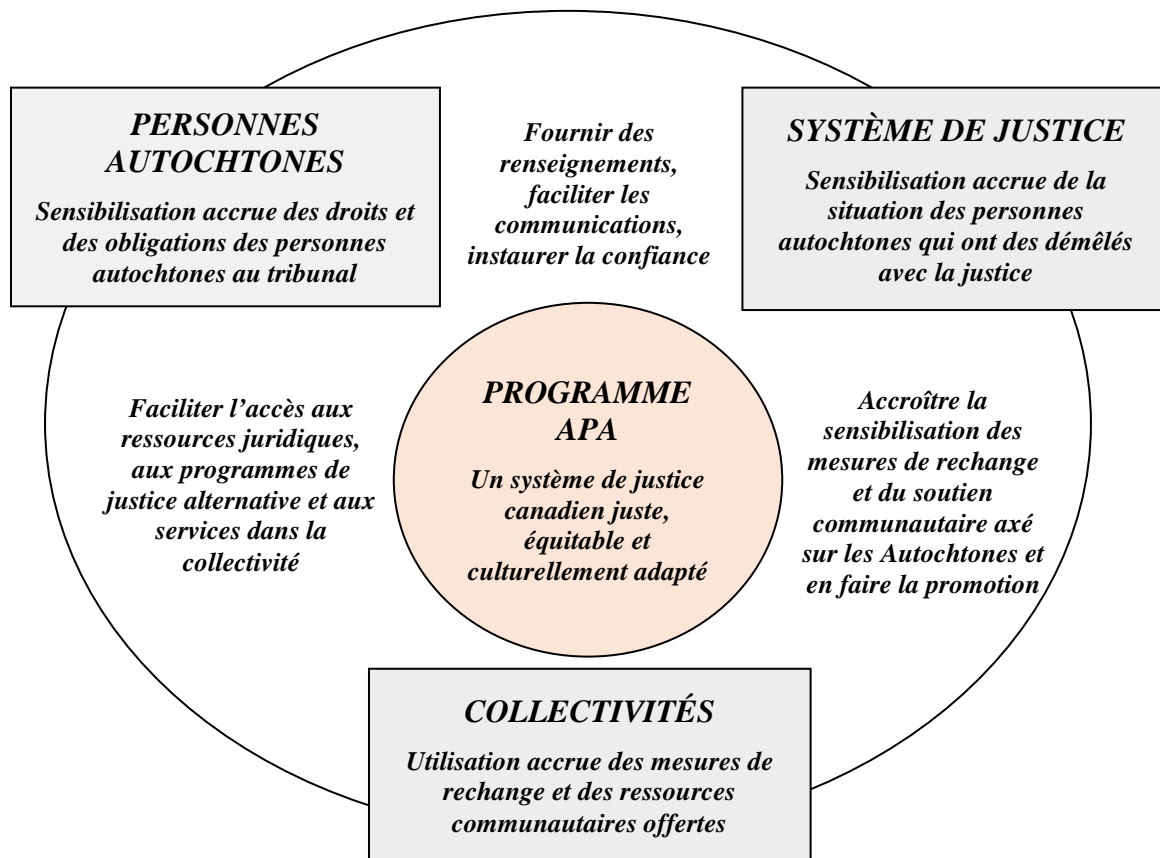 PERSONNES
AUTOCHTONES
Sensibilisation accrue des droits et
des obligations des personnes
autochtones au tribunal
Fournir des
renseignements,
faciliter les
communications,
instaurer la confiance
SYSTÈME DE JUSTICE
Sensibilisation accrue de la
situation des personnes
autochtones qui ont des démêlés
avec la justice
Faciliter l’accès aux
ressources juridiques,
aux programmes de
justice alternative et aux
services dans la
collectivité
PROGRAMME
APA
Un système de justice
canadien juste,
équitable et
culturellement adapté
Accroître la
sensibilisation des
mesures de rechange
et du soutien
communautaire axé
sur les Autochtones et
en faire la promotion
COLLECTIVITÉS
Utilisation accrue des mesures de
rechange et des ressources
communautaires offertes